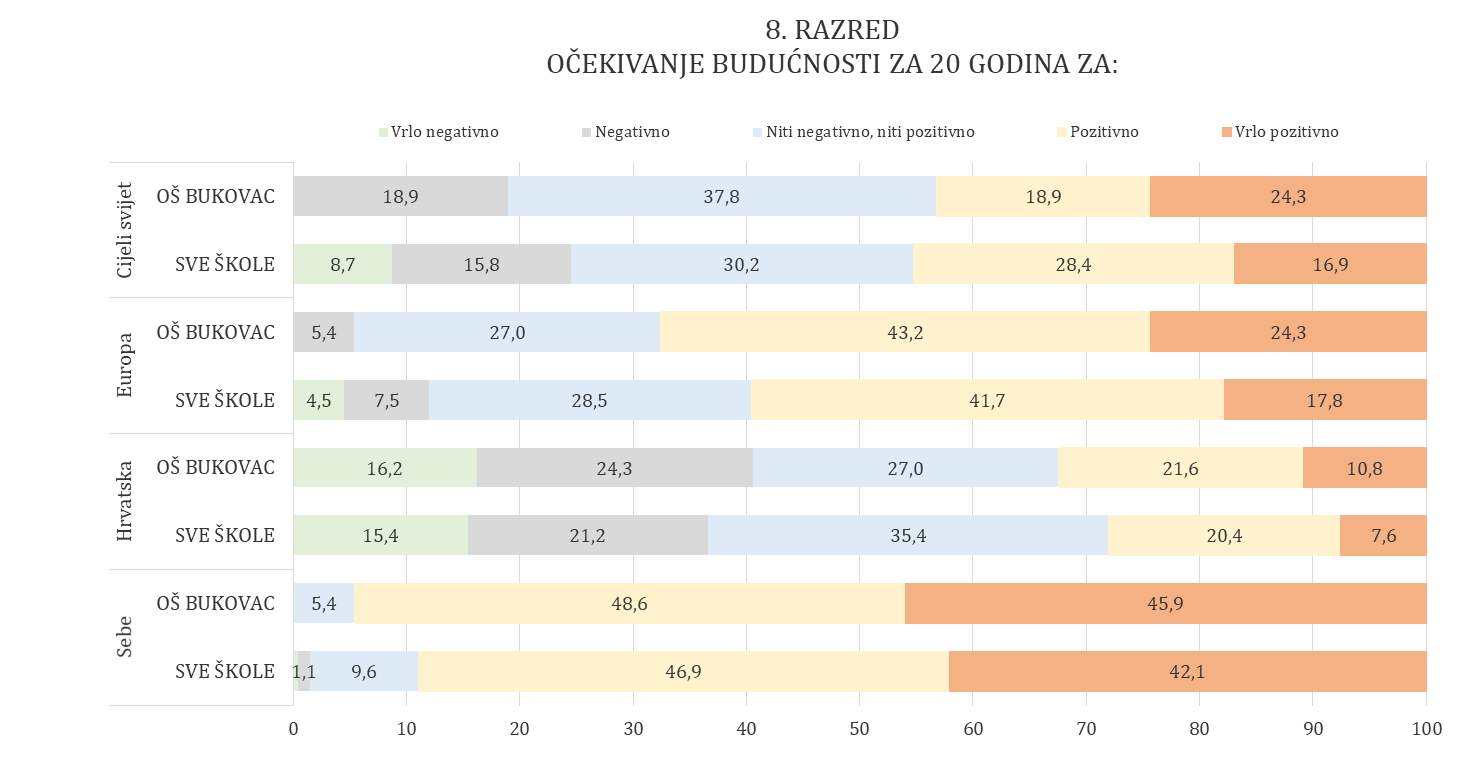 8. RAZRED
OČEKIVANJE BUDUĆNOSTI ZA 20 GODINA ZA:
Vrlo negativno Negativno Niti negativno, niti pozitivno Pozitivno Vrlo pozitivno
Cijeli svijet
OŠ BUKOVAC 18,9 37,8 18,9 24,3
SVE ŠKOLE 8,7 15,8 30,2 28,4 16,9
Europa
OŠ BUKOVAC 5,4 27,0 43,2 24,3
SVE ŠKOLE 4,5 7,5 28,5 41,7 17,8
Hrvatska
OŠ BUKOVAC 16,2 24,3 27,0 21,6 10,8
SVE ŠKOLE 15,4 21,2 35,4 20,4 7,6
Sebe
OŠ BUKOVAC 5,4 48,6 45,9
SVE ŠKOLE 1,1 9,6 46,9 42,1
0 10 20 30 40 50 60 70 80 90 100